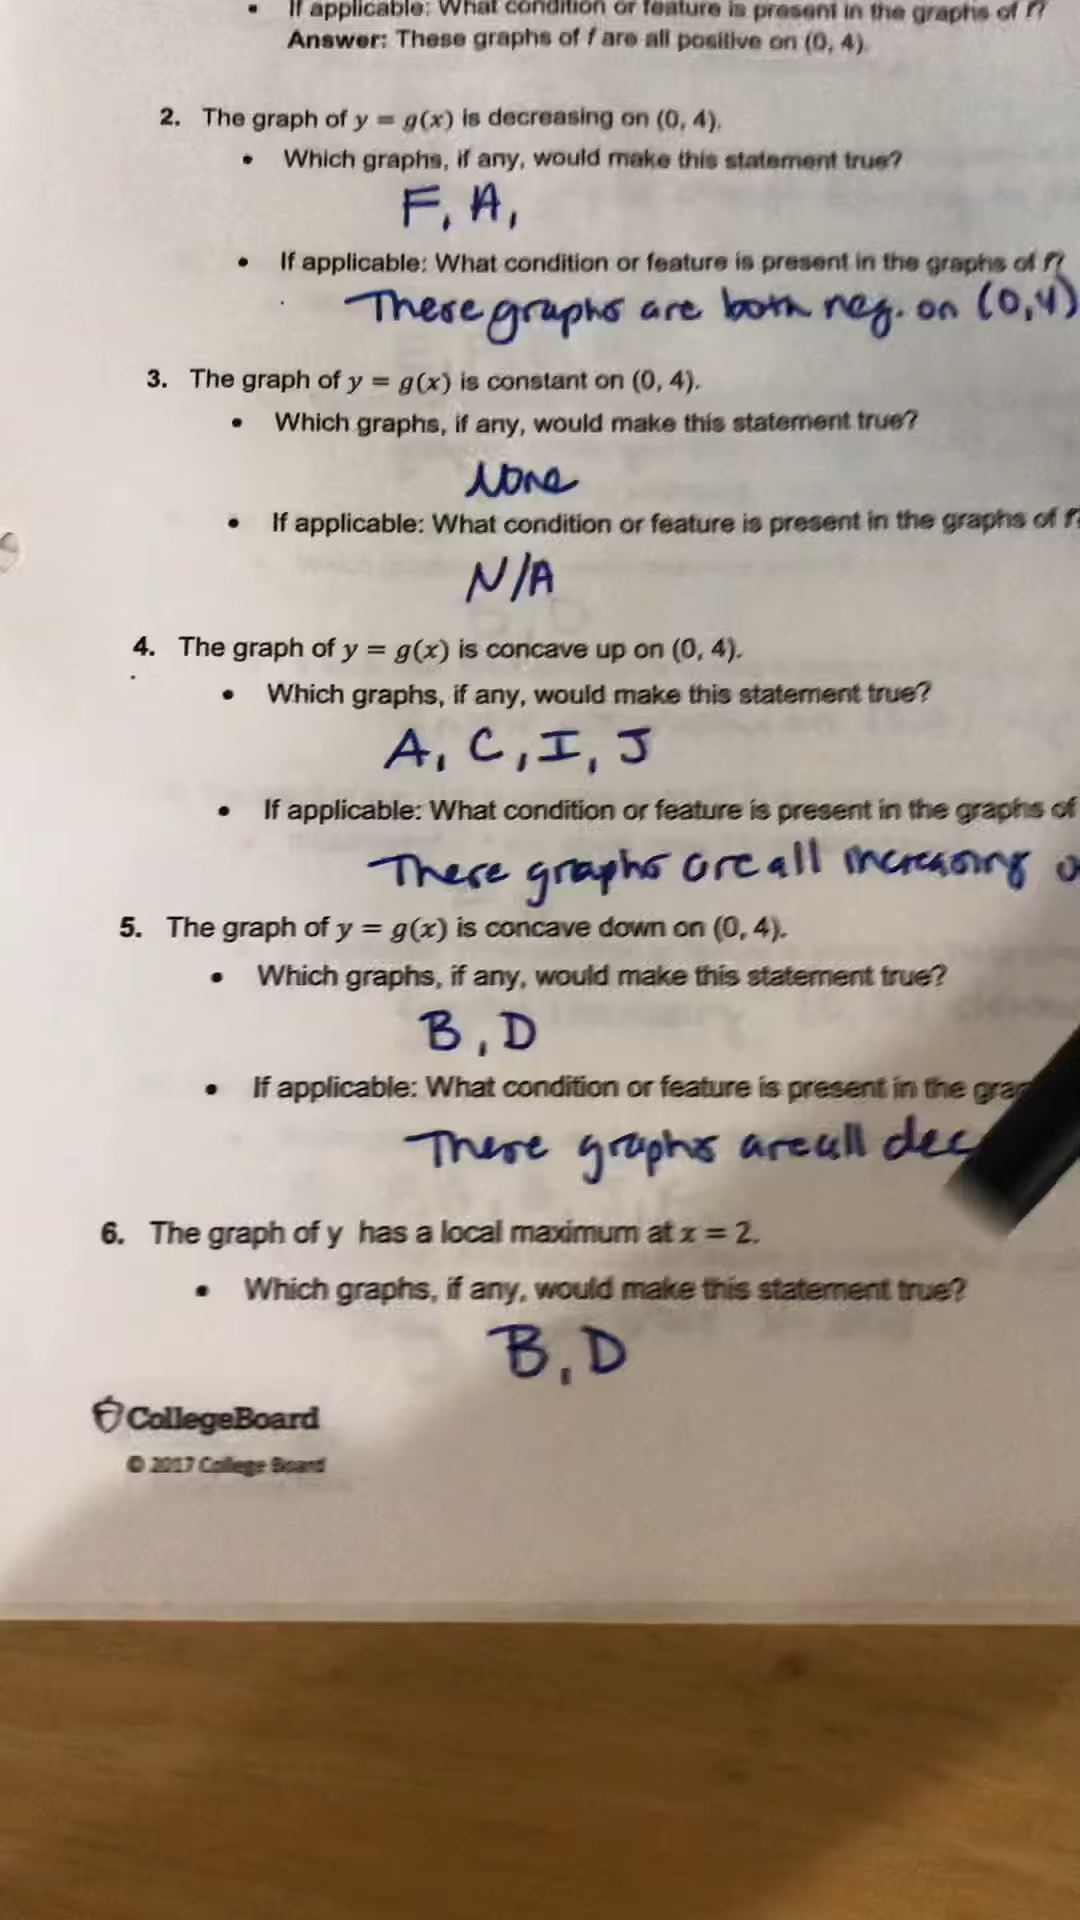 • If applicable: What condition or feature is present in the graphs of f?
Answer: These graphs of f are all positive on (0, 4).
2. The graph of y = g(x) is decreasing on (0, 4).
• Which graphs, if any, would make this statement true?
F, A,
• If applicable: What condition or feature is present in the graphs of f?
These graphs are both neg. on (0,4)
3. The graph of y = g(x) is constant on (0, 4).
• Which graphs, if any, would make this statement true?
None
• If applicable: What condition or feature is present in the graphs of f?
N/A
4. The graph of y = g(x) is concave up on (0, 4).
• Which graphs, if any, would make this statement true?
A, C, I, J
• If applicable: What condition or feature is present in the graphs of
These graphs are all increasing
5. The graph of y = g(x) is concave down on (0, 4).
• Which graphs, if any, would make this statement true?
B, D
• If applicable: What condition or feature is present in the
These graphs are all dec
6. The graph of y has a local maximum at x = 2.
• Which graphs, if any, would make this statement true?
B, D
CollegeBoard
© 2017 College Board